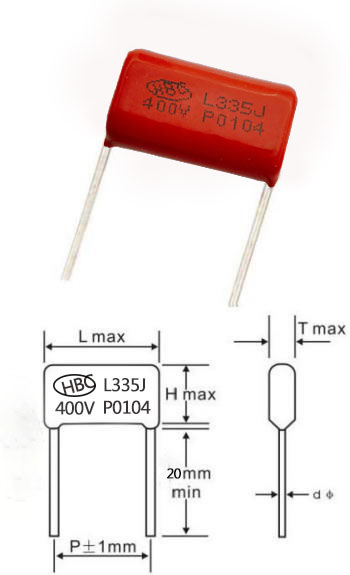 HBC L335J
400V P0104
L max
T max
HBC L335J
400V P0104
H max
20mm
min
d ϕ
P±1mm